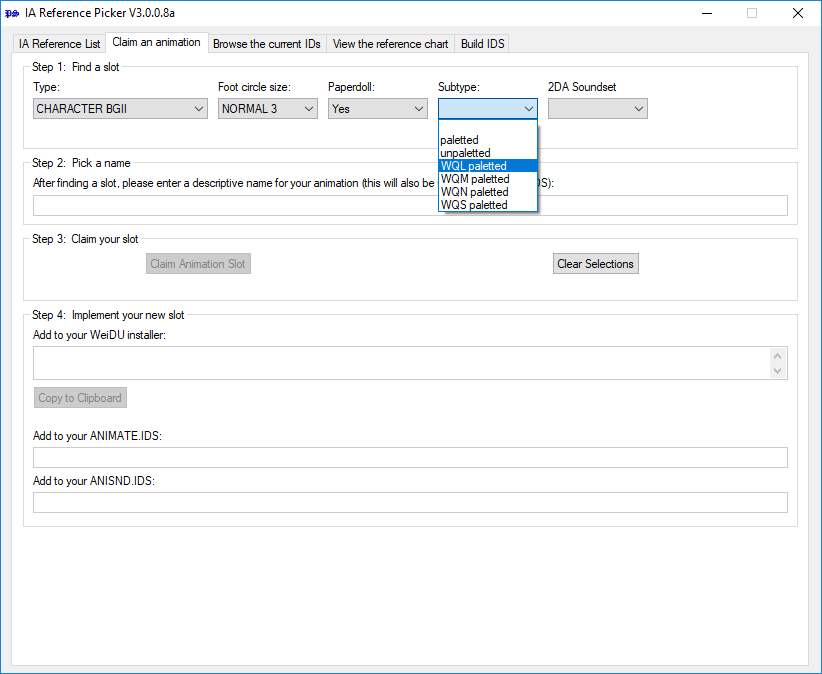 IA Reference Picker V3.0.0.8a
IA Reference List Claim an animation Browse the current IDs View the reference chart Build IDS
Step 1: Find a slot
Type: Foot circle size: Paperdoll: Subtype: 2DA Soundset
CHARACTER BGII NORMAL 3 Yes
paletted
unpaletted
WQL paletted
WQM paletted
WQN paletted
WQS paletted
Step 2: Pick a name
After finding a slot, please enter a descriptive name for your animation (this will also be DS):
Step 3: Claim your slot
Claim Animation Slot Clear Selections
Step 4: Implement your new slot
Add to your WeiDU installer:
Copy to Clipboard
Add to your ANIMATE.IDS:
Add to your ANISND.IDS: